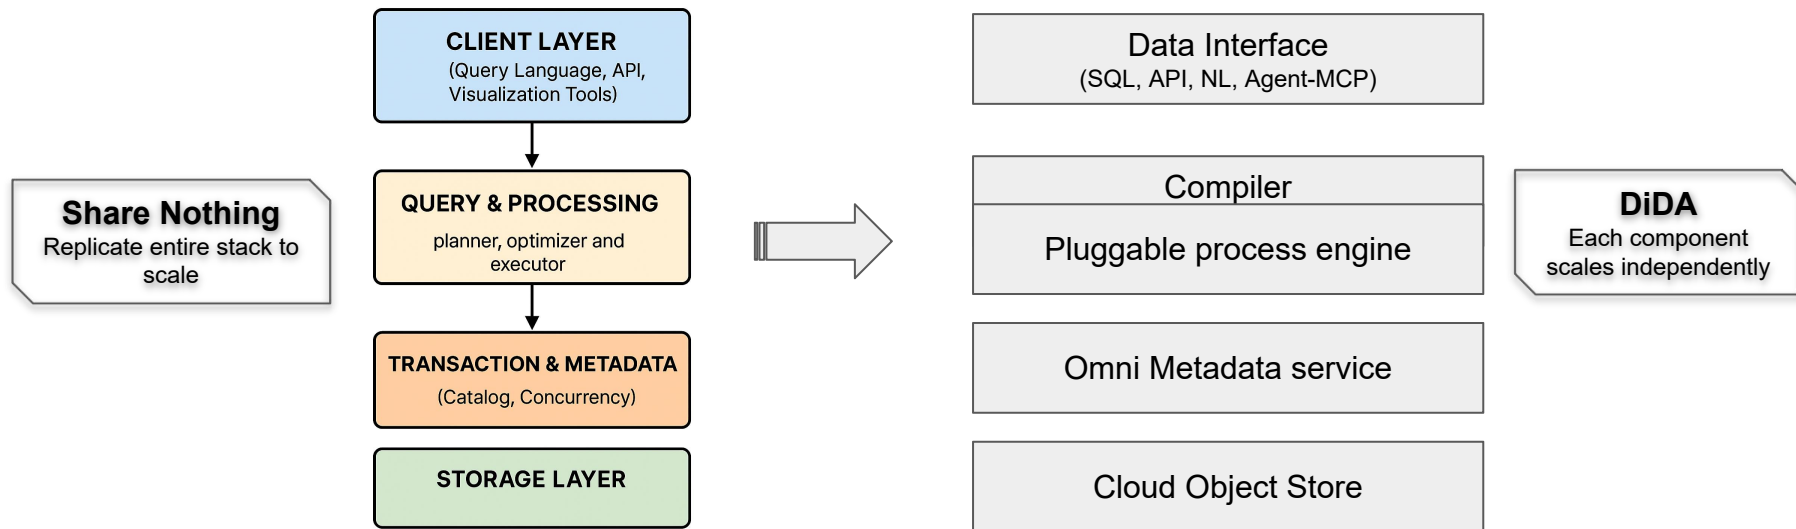 Share Nothing
Replicate entire stack to
scale
CLIENT LAYER
(Query Language, API,
Visualization Tools)
QUERY & PROCESSING
planner, optimizer and
executor
TRANSACTION & METADATA
(Catalog, Concurrency)
STORAGE LAYER
Data Interface
(SQL, API, NL, Agent-MCP)
Compiler
Pluggable process engine
Omni Metadata service
Cloud Object Store
DiDA
Each component
scales independently